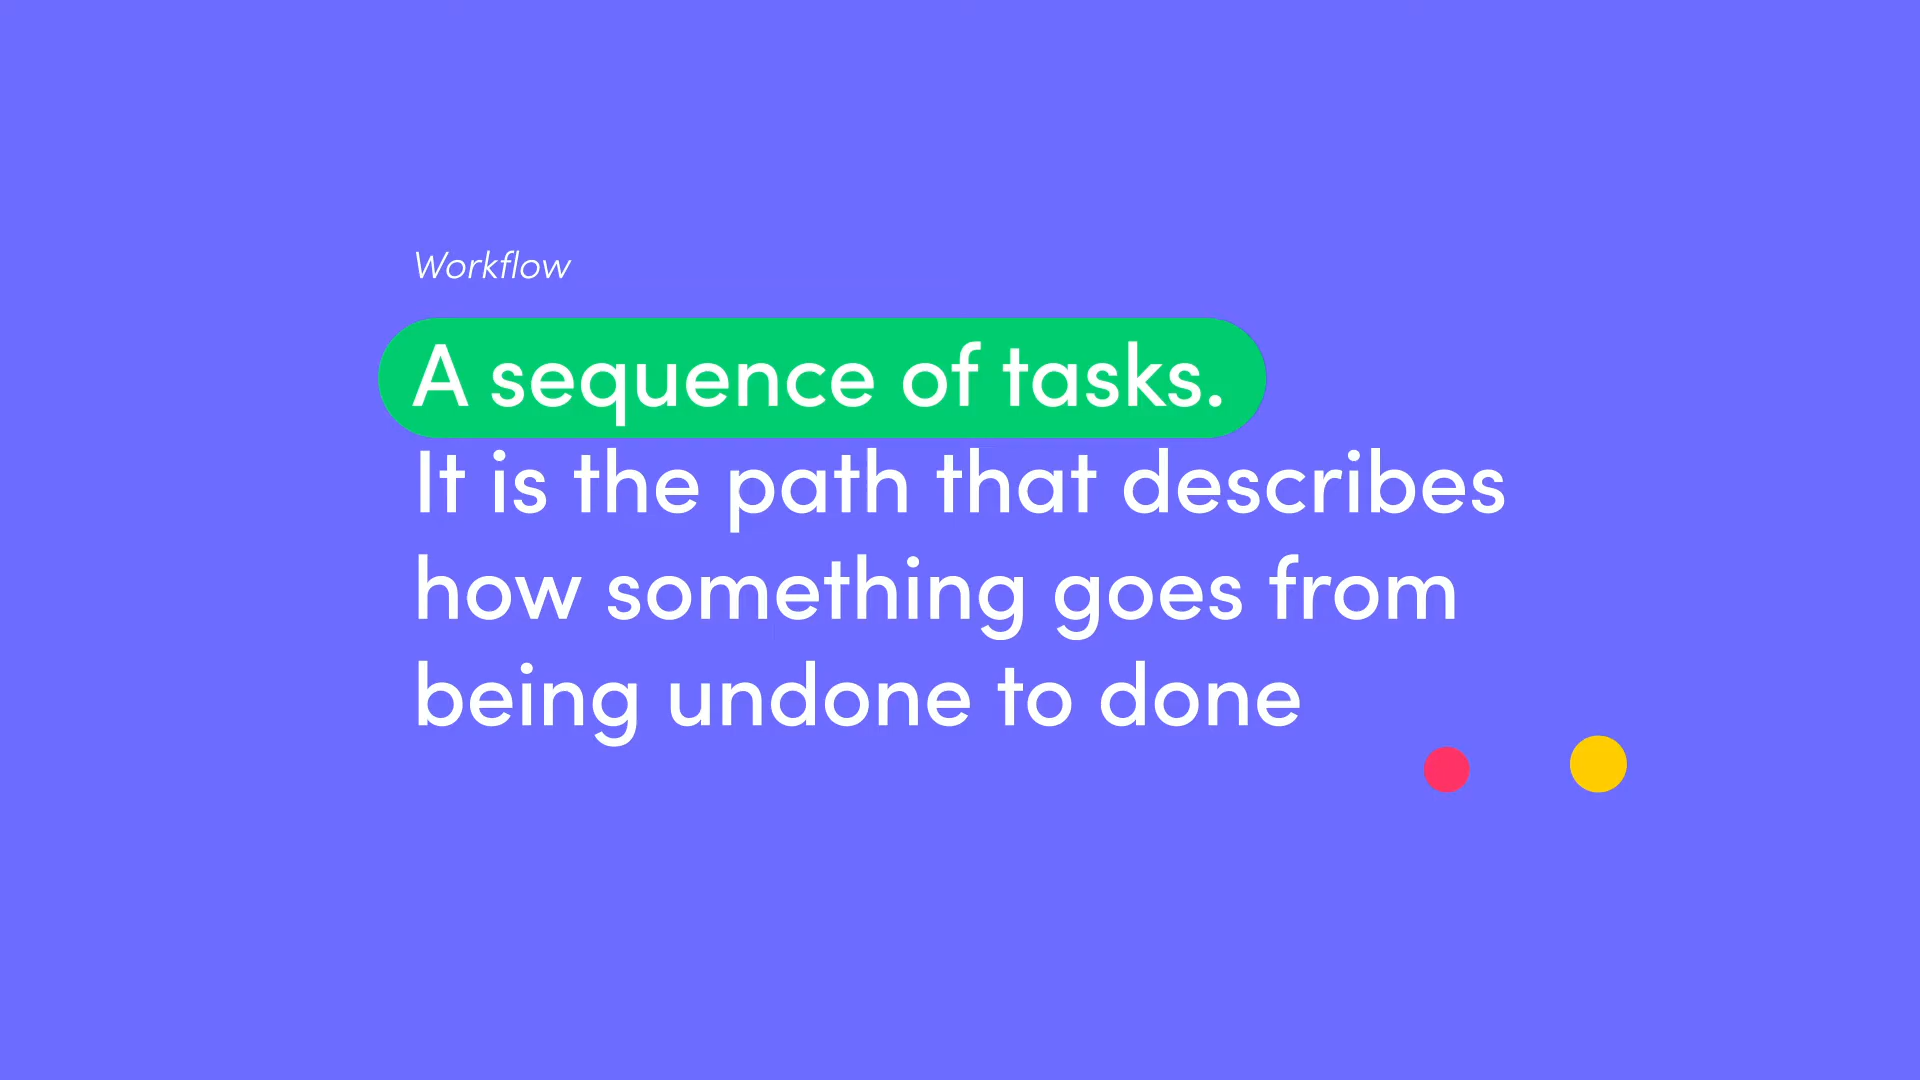 Workflow
A sequence of tasks.
It is the path that describes
how something goes from
being undone to done